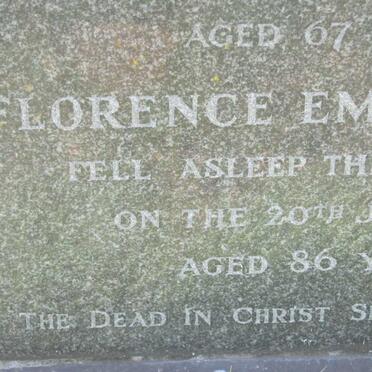 AGED 67
FLORENCE EM
FELL ASLEEP TH
ON THE 20TH J
AGED 86 Y
THE DEAD IN CHRIST S